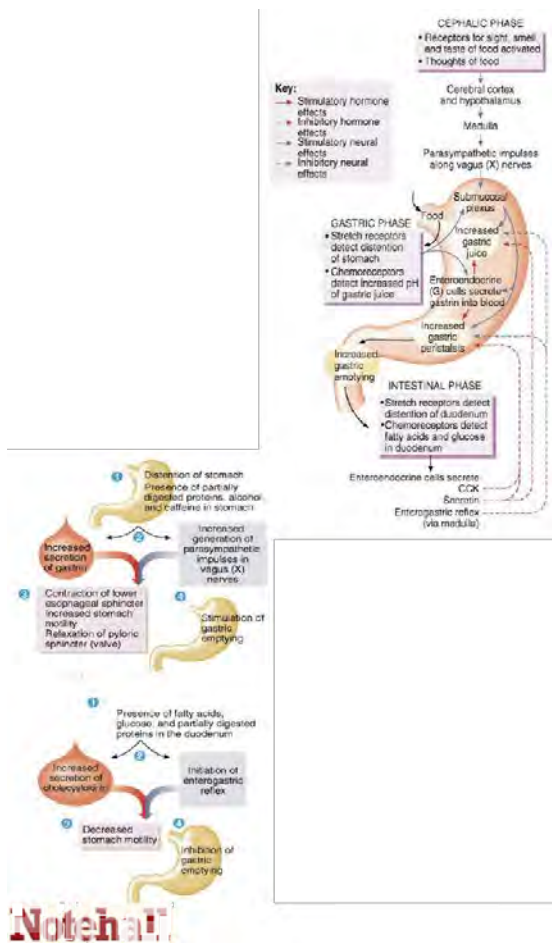 CEPHALIC PHASE
• Receptors for sight, smell,
and taste of food activated
• Thoughts of food
Key:
Stimulatory hormone
effects
Inhibitory hormone
effects
Stimulatory neural
effects
Inhibitory neural
effects
Cerebral cortex
and hypothalamus
Medulla
Parasympathetic impulses
along vagus (X) nerves
Submucosal
plexus
Food
Increased
gastric
juice
GASTRIC PHASE
• Stretch receptors
detect distention
of stomach
• Chemoreceptors
detect increased pH
of gastric juice
Enteroendocrine
(G) cells secrete
gastrin into blood
Increased
gastric
peristalsis
Increased
gastric
emptying
INTESTINAL PHASE
• Stretch receptors detect
distention of duodenum
• Chemoreceptors detect
fatty acids and glucose
in duodenum
Enteroendocrine cells secrete
CCK
Secretin
Enterogastric reflex
(via medulla)
1
Distention of stomach
Presence of partially
digested proteins, alcohol,
and caffeine in stomach
2
Increased
secretion
of gastrin
Increased
generation of
parasympathetic
impulses in
vagus (X)
nerves
3
Contraction of lower
esophageal sphincter
Increased stomach
motility
Relaxation of pyloric
sphincter (valve)
4
Stimulation of
gastric
emptying
1
Presence of fatty acids,
glucose, and partially digested
proteins in the duodenum
2
Increased
secretion of
cholecystokinin
Initiation of
enterogastric
reflex
Decreased
stomach motility
4
Inhibition of
gastric
emptying
Notehall